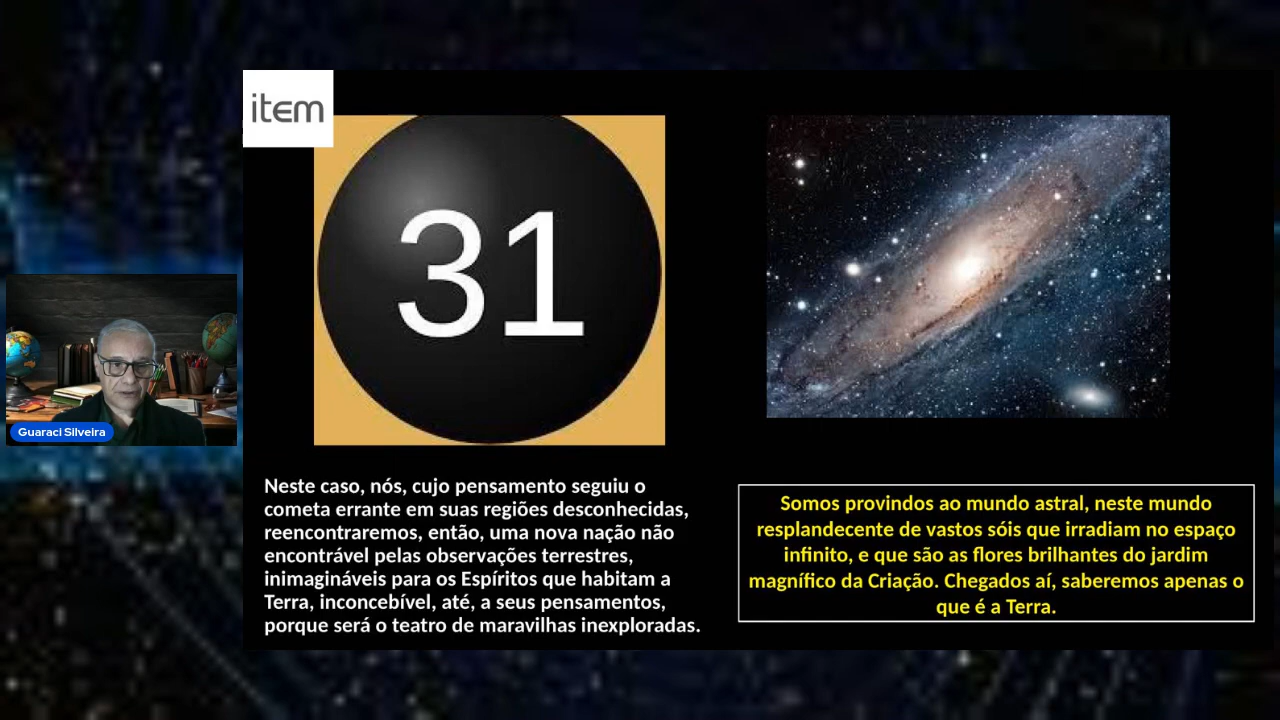 item
31
Guaraci Silveira
Neste caso, nós, cujo pensamento seguiu o
cometa errante em suas regiões desconhecidas,
reencontraremos, então, uma nova nação não
encontrável pelas observações terrestres,
inimagináveis para os Espíritos que habitam a
Terra, inconcebível, até, a seus pensamentos,
porque será o teatro de maravilhas inexploradas.
Somos provindos ao mundo astral, neste mundo
resplandecente de vastos sóis que irradiam no espaço
infinito, e que são as flores brilhantes do jardim
magnífico da Criação. Chegados aí, saberemos apenas o
que é a Terra.